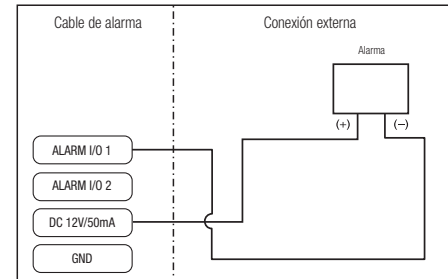 Cable de alarma
Conexión externa
Alarma
(+)
(−)
ALARM I/O 1
ALARM I/O 2
DC 12V/50mA
GND